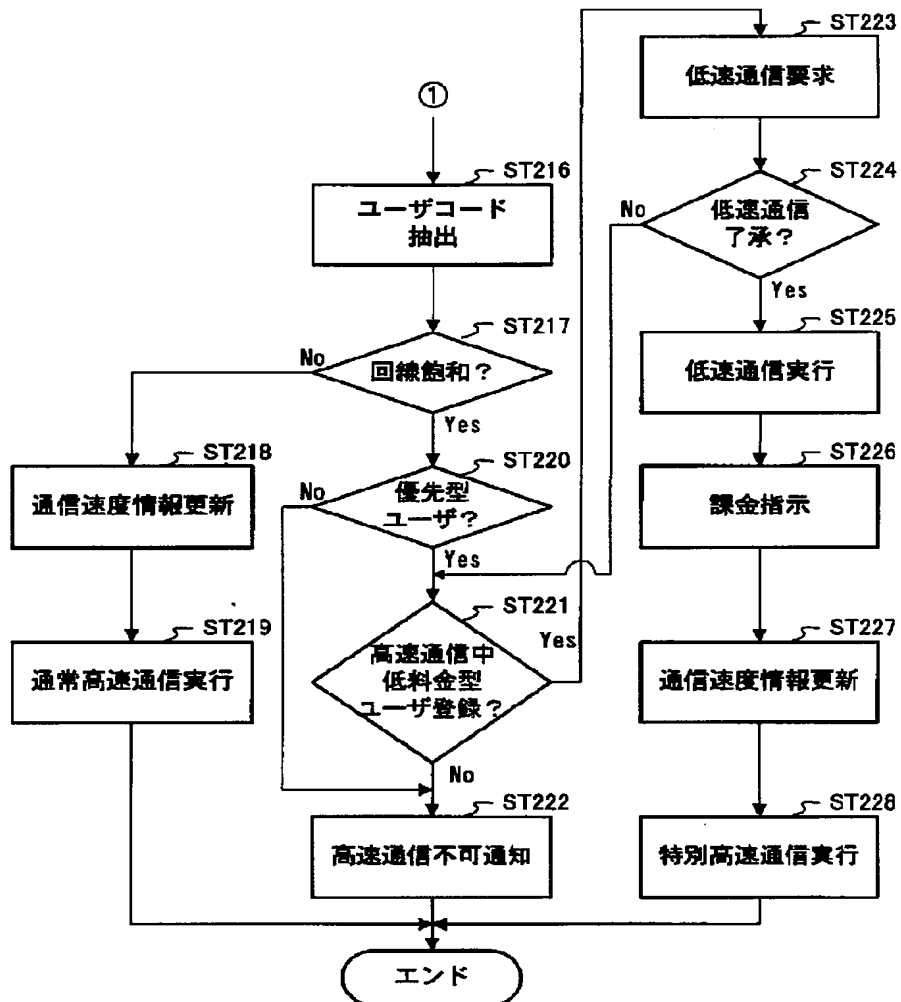 ①
ST216
ユーザコード
抽出
ST217
回線飽和?
No
Yes
ST218
通信速度情報更新
ST219
通常高速通信実行
ST220
優先型
ユーザ?
No
Yes
ST221
高速通信中
低料金型
ユーザ登録?
Yes
No
ST222
高速通信不可通知
ST223
低速通信要求
ST224
低速通信
了承?
No
Yes
ST225
低速通信実行
ST226
課金指示
ST227
通信速度情報更新
ST228
特別高速通信実行
エンド